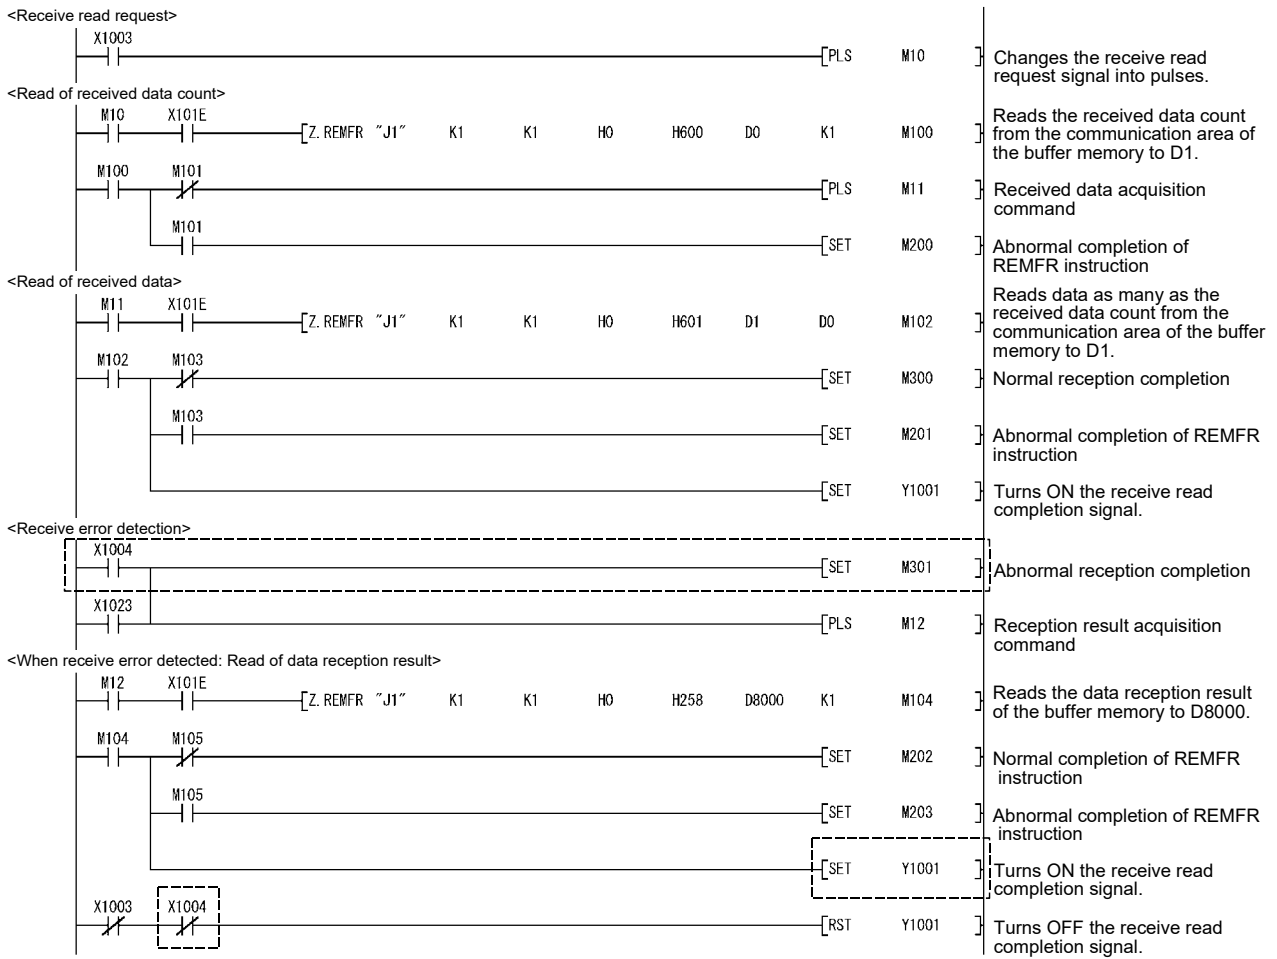 <Receive read request>
X1003
[PLS M10 ] Changes the receive read
request signal into pulses.
<Read of received data count>
M10 X101E
[Z.REMFR "J1" K1 K1 H0 H600 D0 K1 M100 ] Reads the received data count
from the communication area of
the buffer memory to D1.
M100 M101
[PLS M11 ] Received data acquisition
command
M101
[SET M200 ] Abnormal completion of
REMFR instruction
<Read of received data>
M11 X101E
[Z.REMFR "J1" K1 K1 H0 H601 D1 D0 M102 ] Reads data as many as the
received data count from the
communication area of the buffer
memory to D1.
M102 M103
[SET M300 ] Normal reception completion
M103
[SET M201 ] Abnormal completion of REMFR
instruction
[SET Y1001 ] Turns ON the receive read
completion signal.
<Receive error detection>
X1004
[SET M301 ] Abnormal reception completion
X1023
[PLS M12 ] Reception result acquisition
command
<When receive error detected: Read of data reception result>
M12 X101E
[Z.REMFR "J1" K1 K1 H0 H258 D8000 K1 M104 ] Reads the data reception result
of the buffer memory to D8000.
M104 M105
[SET M202 ] Normal completion of REMFR
instruction
M105
[SET M203 ] Abnormal completion of REMFR
instruction
[SET Y1001 ] Turns ON the receive read
completion signal.
X1003 X1004
[RST Y1001 ] Turns OFF the receive read
completion signal.